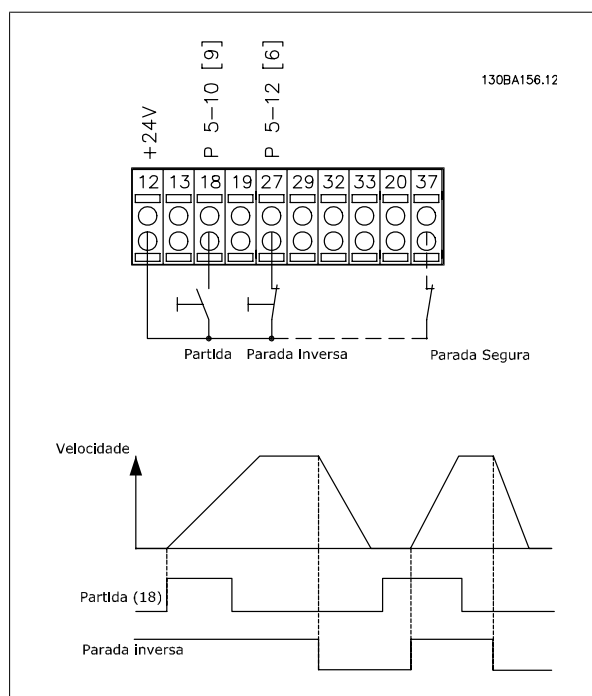 130BA156.12
+24V
P 5-10 [9]
P 5-12 [6]
12 13 18 19 27 29 32 33 20 37
Partida Parada Inversa Parada Segura
Velocidade
Partida (18)
Parada inversa